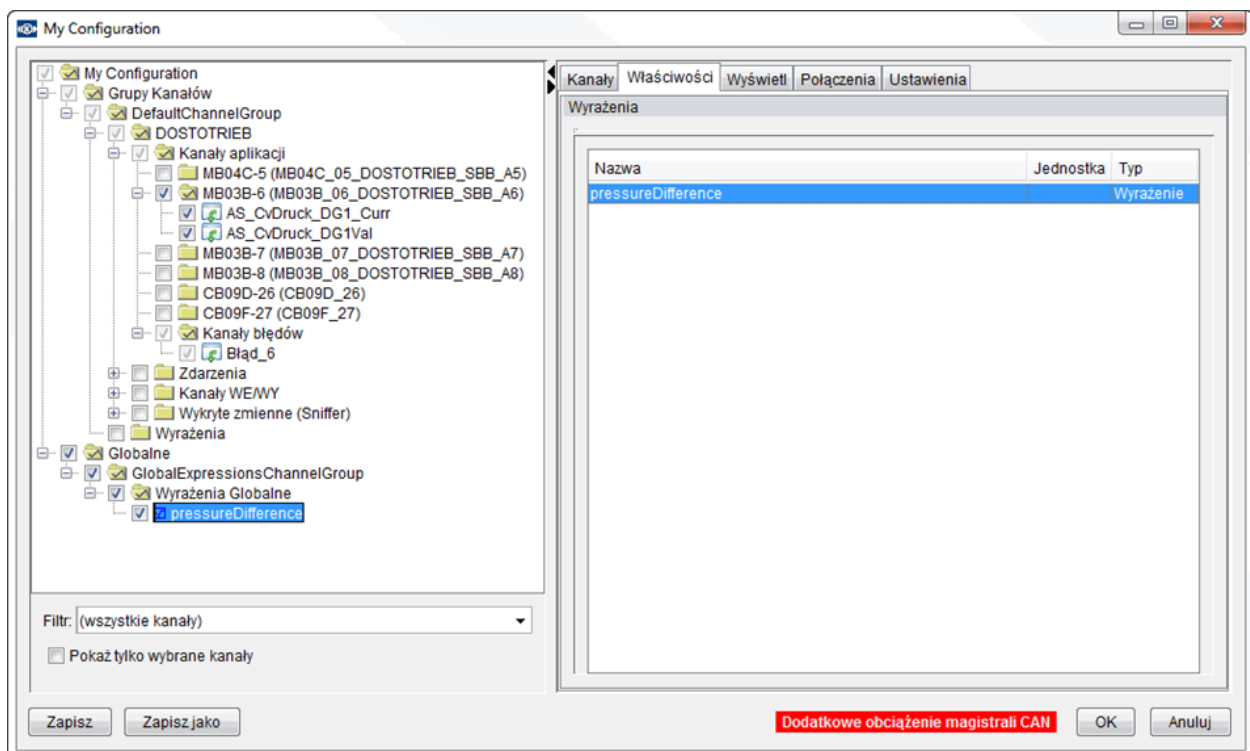 My Configuration
My Configuration
Grupy Kanałów
DefaultChannelGroup
DOSTOTRIEB
Kanały aplikacji
MB04C-5 (MB04C_05_DOSTOTRIEB_SBB_A5)
MB03B-6 (MB03B_06_DOSTOTRIEB_SBB_A6)
AS_CvDruck_DG1_Curr
AS_CvDruck_DG1Val
MB03B-7 (MB03B_07_DOSTOTRIEB_SBB_A7)
MB03B-8 (MB03B_08_DOSTOTRIEB_SBB_A8)
CB09D-26 (CB09D_26)
CB09F-27 (CB09F_27)
Kanały błędów
Błąd_6
Zdarzenia
Kanały WE/WY
Wykryte zmienne (Sniffer)
Wyrażenia
Globalne
GlobalExpressionsChannelGroup
Wyrażenia Globalne
pressureDifference
Filtr: (wszystkie kanały)
Pokaż tylko wybrane kanały
Kanały Właściwości Wyświetl Połączenia Ustawienia
Wyrażenia
Nazwa Jednostka Typ
pressureDifference Wyrażenie
Zapisz Zapisz jako Dodatkowe obciążenie magistrali CAN OK Anuluj